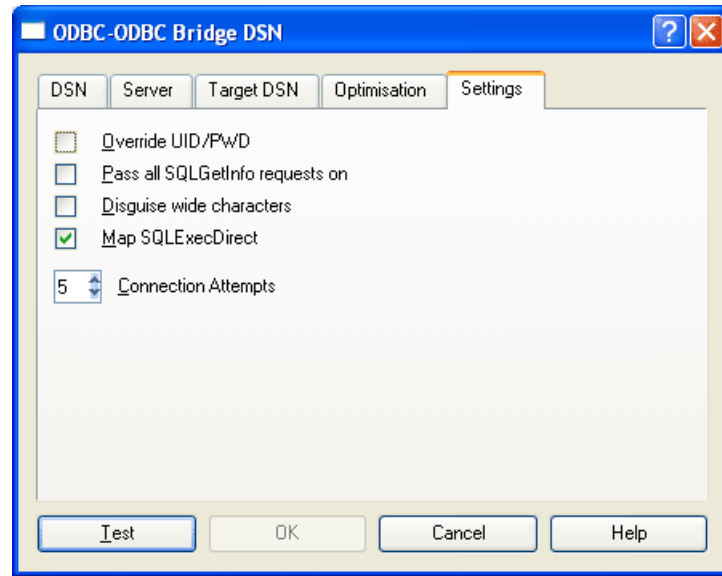 ODBC-ODBC Bridge DSN ?
DSN Server Target DSN Optimisation Settings
Override UID/PWD
Pass all SQLGetInfo requests on
Disguise wide characters
Map SQLExecDirect
5 Connection Attempts
Test OK Cancel Help